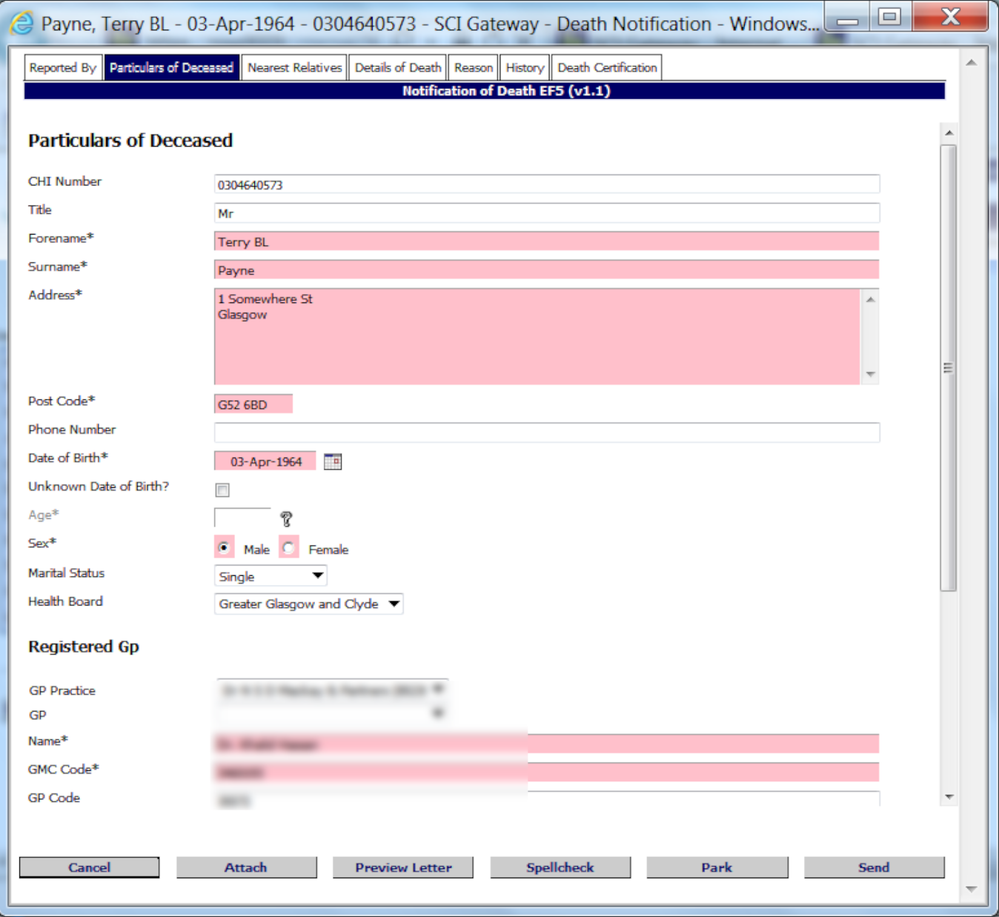 Payne, Terry BL - 03-Apr-1964 - 0304640573 - SCI Gateway - Death Notification - Windows...
Reported By Particulars of Deceased Nearest Relatives Details of Death Reason History Death Certification
Notification of Death EF5 (v1.1)
Particulars of Deceased
CHI Number 0304640573
Title Mr
Forename* Terry BL
Surname* Payne
Address* 1 Somewhere St
Glasgow
Post Code* G52 6BD
Phone Number
Date of Birth* 03-Apr-1964
Unknown Date of Birth?
Age* ?
Sex* Male Female
Marital Status Single
Health Board Greater Glasgow and Clyde
Registered Gp
GP Practice
GP
Name*
GMC Code*
GP Code
Cancel Attach Preview Letter Spellcheck Park Send